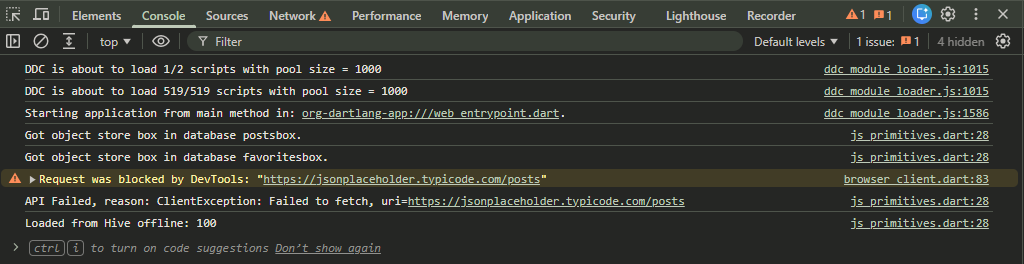 Elements Console Sources Network Performance Memory Application Security Lighthouse Recorder 1 1
top Filter Default levels 1 issue: 1 4 hidden
DDC is about to load 1/2 scripts with pool size = 1000 ddc_module_loader.js:1015
DDC is about to load 519/519 scripts with pool size = 1000 ddc_module_loader.js:1015
Starting application from main method in: org-dartlang-app:///web_entrypoint.dart. ddc_module_loader.js:1586
Got object store box in database postsbox. js_primitives.dart:28
Got object store box in database favoritesbox. js_primitives.dart:28
Request was blocked by DevTools: "https://jsonplaceholder.typicode.com/posts" browser_client.dart:83
API Failed, reason: ClientException: Failed to fetch, uri=https://jsonplaceholder.typicode.com/posts js_primitives.dart:28
Loaded from Hive offline: 100 js_primitives.dart:28
ctrl i to turn on code suggestions Don't show again